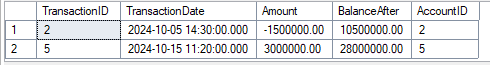 TransactionID TransactionDate Amount BalanceAfter AccountID
1 2 2024-10-05 14:30:00.000 -1500000.00 10500000.00 2
2 5 2024-10-15 11:20:00.000 3000000.00 28000000.00 5